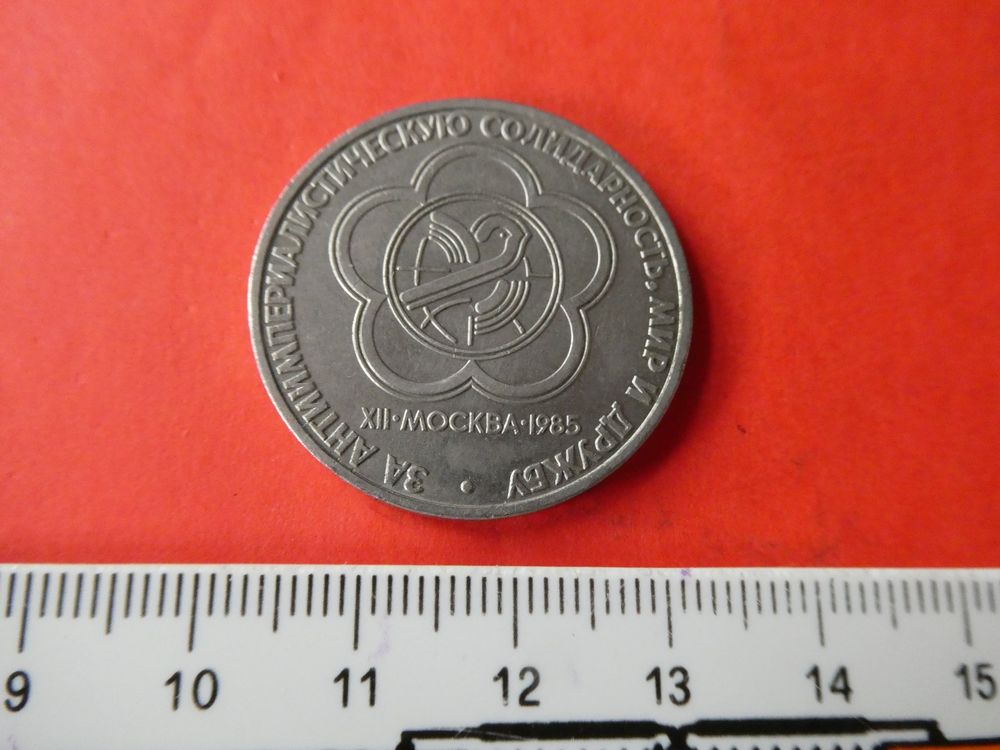 ЗА АНТИИМПЕРИАЛИСТИЧЕСКУЮ СОЛИДАРНОСТЬ, МИР И ДРУЖБУ •
XII·МОСКВА·1985
9 10 11 12 13 14 15